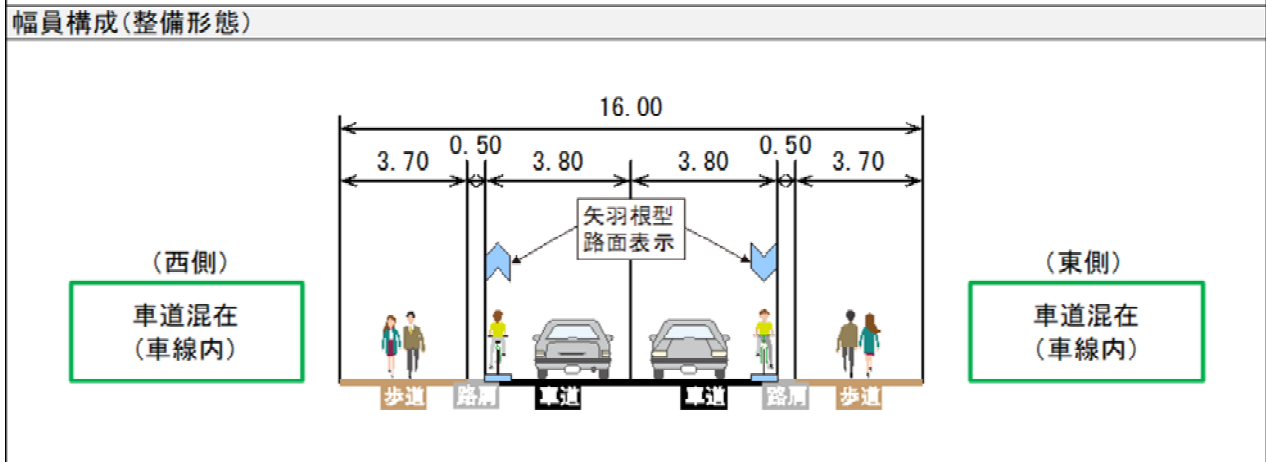 幅員構成(整備形態)
16.00
3.70 0.50 3.80 3.80 0.50 3.70
矢羽根型
路面表示
(西側)
車道混在
(車線内)
(東側)
車道混在
(車線内)
歩道 路肩 車道 車道 路肩 歩道